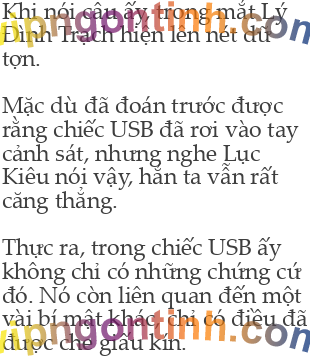 Khi nói câu ấy, trong mắt Lý
Đình Trạch hiện lên nét dữ
tợn.
Mặc dù đã đoán trước được
rằng chiếc USB đã rơi vào tay
cảnh sát, nhưng nghe Lục
Kiêu nói vậy, hắn ta vẫn rất
căng thẳng.
Thực ra, trong chiếc USB ấy
không chỉ có những chứng cứ
đó. Nó còn liên quan đến một
vài bí mật khác, chỉ có điều đã
được che giấu kín.
vipngontinh.com
vipngontinh.com